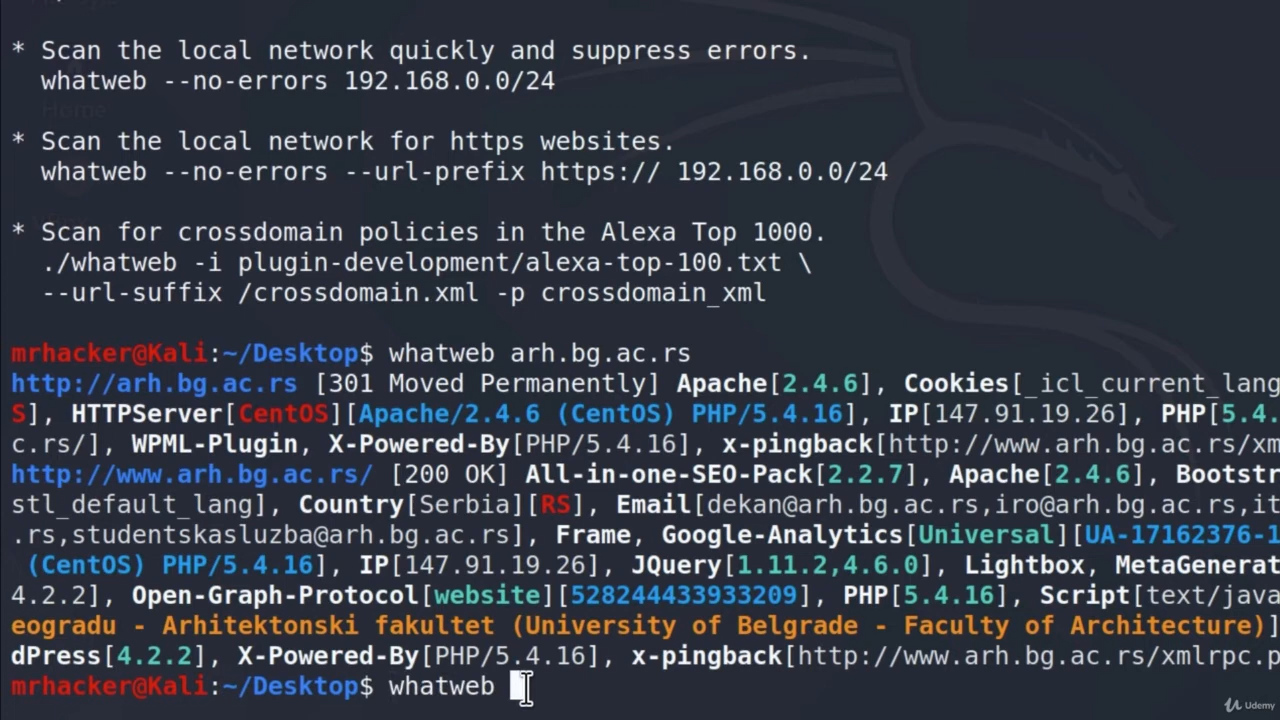 * Scan the local network quickly and suppress errors.
whatweb --no-errors 192.168.0.0/24
Home
* Scan the local network for https websites.
whatweb --no-errors --url-prefix https:// 192.168.0.0/24
* Scan for crossdomain policies in the Alexa Top 1000.
./whatweb -i plugin-development/alexa-top-100.txt \
--url-suffix /crossdomain.xml -p crossdomain_xml
mrhacker@Kali:~/Desktop$ whatweb arh.bg.ac.rs
http://arh.bg.ac.rs [301 Moved Permanently] Apache[2.4.6], Cookies[_icl_current_lang
S], HTTPServer[CentOS][Apache/2.4.6 (CentOS) PHP/5.4.16], IP[147.91.19.26], PHP[5.4.
c.rs/], WPML-Plugin, X-Powered-By[PHP/5.4.16], x-pingback[http://www.arh.bg.ac.rs/xm
http://www.arh.bg.ac.rs/ [200 OK] All-in-one-SEO-Pack[2.2.7], Apache[2.4.6], Bootstr
stl_default_lang], Country[Serbia][RS], Email[dekan@arh.bg.ac.rs,iro@arh.bg.ac.rs,it
.rs,studentskasluzba@arh.bg.ac.rs], Frame, Google-Analytics[Universal][UA-17162376-1
(CentOS) PHP/5.4.16], IP[147.91.19.26], JQuery[1.11.2,4.6.0], Lightbox, MetaGenerat
4.2.2], Open-Graph-Protocol[website][528244433933209], PHP[5.4.16], Script[text/java
eogradu - Arhitektonski fakultet (University of Belgrade - Faculty of Architecture)]
dPress[4.2.2], X-Powered-By[PHP/5.4.16], x-pingback[http://www.arh.bg.ac.rs/xmlrpc.p
mrhacker@Kali:~/Desktop$ whatweb
Udemy